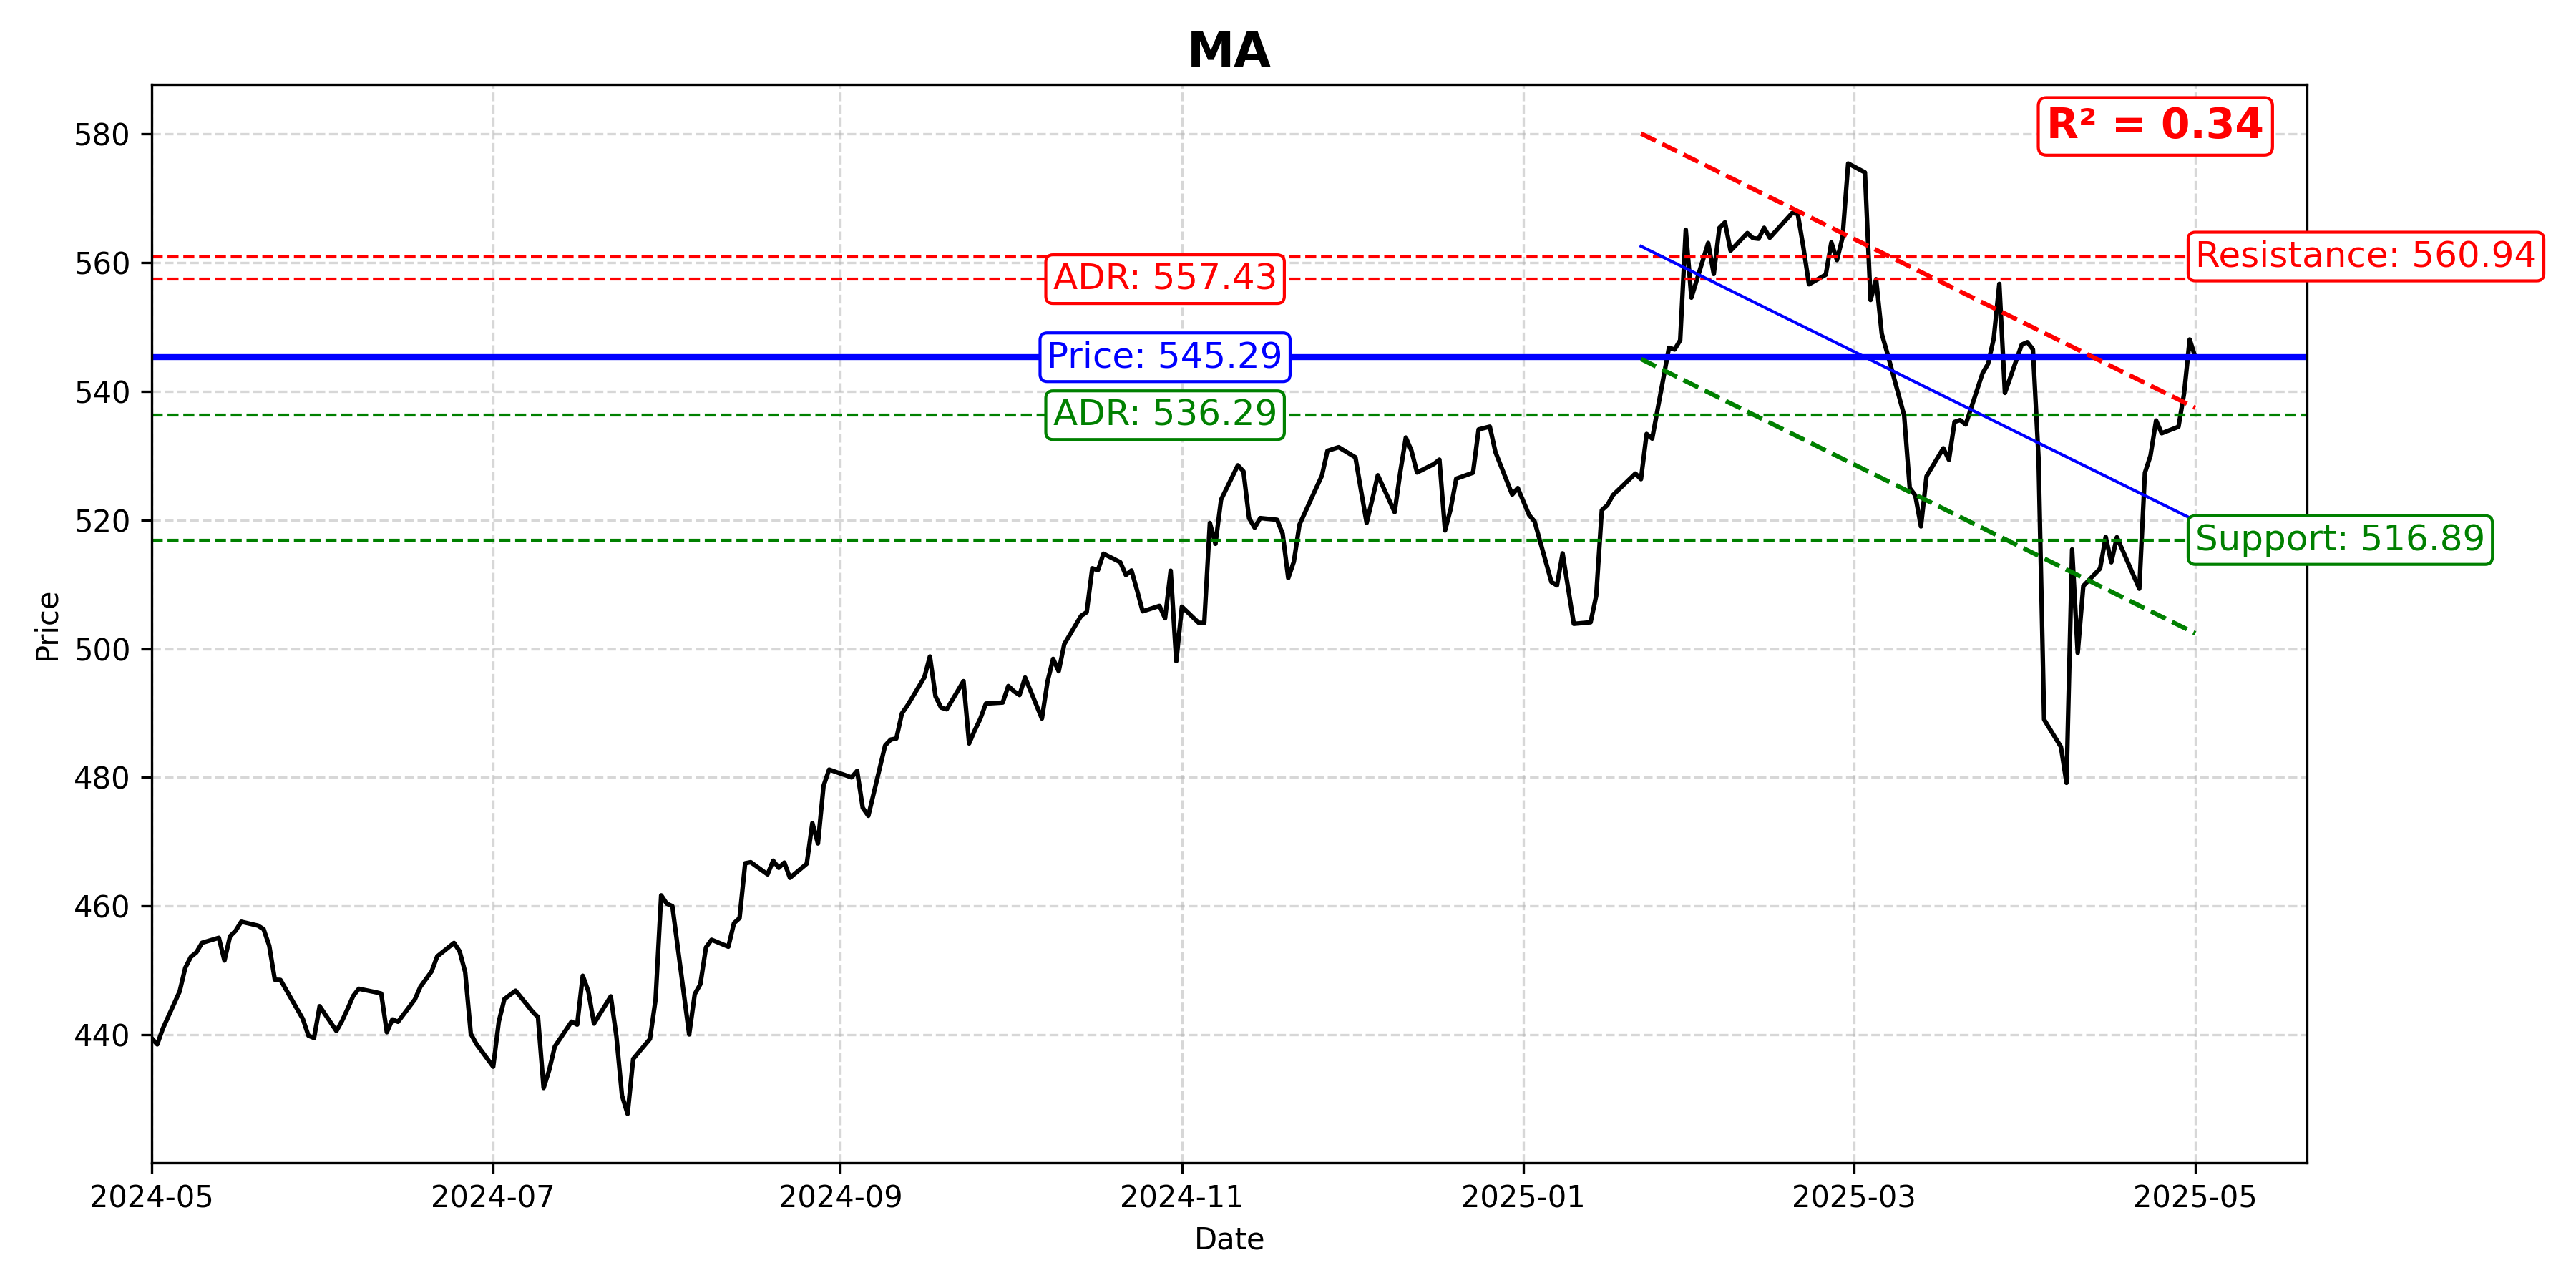 MA
R² = 0.34
580
560
540
520
500
480
460
440
Price
Resistance: 560.94
ADR: 557.43
Price: 545.29
ADR: 536.29
Support: 516.89
2024-05
2024-07
2024-09
2024-11
2025-01
2025-03
2025-05
Date